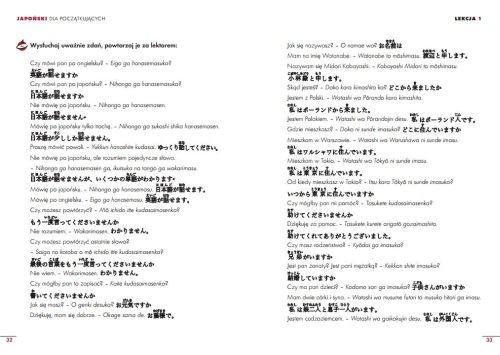 JAPOŃSKI DLA POCZĄTKUJĄCYCH
Wysłuchaj uważnie zdań, powtarzaj je za lektorem:
Czy mówi pan po angielsku? – Eigo ga hanasemasuka?
英語が話せますか
Czy mówi pan po japońsku? – Nihongo ga hanasemasuka?
日本語が話せますか
Nie mówię po japońsku. – Nihongo ga hanasemasen.
日本語が話せません。
Mówię po japońsku tylko trochę. – Nihongo ga sukoshi shika hanasemasen.
日本語が少ししか話せません。
Proszę mówić powoli. – Yukkuri hanashite kudasai. ゆっくり話してください。
Nie mówię po japońsku, ale rozumiem pojedyncze słowa.
– Nihongo ga hanasemasen ga, ikutsuka no tango ga wakarimasu.
日本語が話せませんが、いくつかの単語がわかります。
Mówię po japońsku. – Nihongo ga hanasemasu. 日本語が話せます。
Mówię po angielsku. – Eigo ga hanasemasu. 英語が話せます。
Czy możesz powtórzyć? – Mō ichido itte kudasaimasenka?
もう一度言ってくださいませんか
Nie rozumiem. – Wakarimasen. わかりません。
Czy możesz powtórzyć ostatnie słowo?
– Saigo no kotoba o mō ichido itte kudasaimasenka?
最後の言葉をもう一度言ってくださいませんか
Nie wiem. – Wakarimasen. わかりません。
Czy mógłby pan to zapisać? – Kaite kudasaimasenka?
書いてくださいませんか
Jak się masz? – O genki desuka? お元気ですか
Dziękuję, mam się dobrze. – Okage sama de. お蔭様で。
32
LEKCJA 1
Jak się nazywasz? – O namae wa? お名前は
Mam na imię Watanabe. – Watanabe to mōshimasu. 渡辺と申します。
Nazywam się Midori Kobayashi. – Kobayashi Midori to mōshimasu.
小林緑と申します。
Skąd jesteś? – Doko kara kimashita ka? どこから来ましたか
Jestem z Polski. – Watashi wa Pōrando kara kimashita.
私はポーランドから来ました。
Jestem Polakiem. – Watashi wa Pōrandojin desu. 私はポーランド人です。
Gdzie mieszkasz? – Doko ni sunde imasuka? どこに住んでいますか
Mieszkam w Warszawie. – Watashi wa Warushawa ni sunde imasu.
私はワルシャワに住んでいます。
Mieszkam w Tokio. – Watashi wa Tōkyō ni sunde imasu.
私は東京に住んでいます。
Od kiedy mieszkasz w Tokio? – Itsu kara Tōkyō ni sunde imasuka?
いつから東京に住んでいますか
Czy mógłby pan mi pomóc? – Tasukete kudasaimasenka?
助けてくださいませんか
Dziękuję za pomoc. – Tasukete kurete arigatō gozaimashita.
助けてくれてありがとうございました。
Czy masz rodzeństwo? – Kyōdai ga imasuka?
兄弟がいますか
Jest pan żonaty? Jest pani mężatką? – Kekkon shite imasuka?
結婚していますか
Czy ma pan dzieci? – Kodomo san ga imasuka? 子供さんがいますか
Mam dwie córki i syna. – Watashi wa musume futari to musuko hitori ga imasu.
私は娘二人と息子一人がいます。
Jestem cudzoziemcem. – Watashi wa gaikokujin desu. 私は外国人です。
33